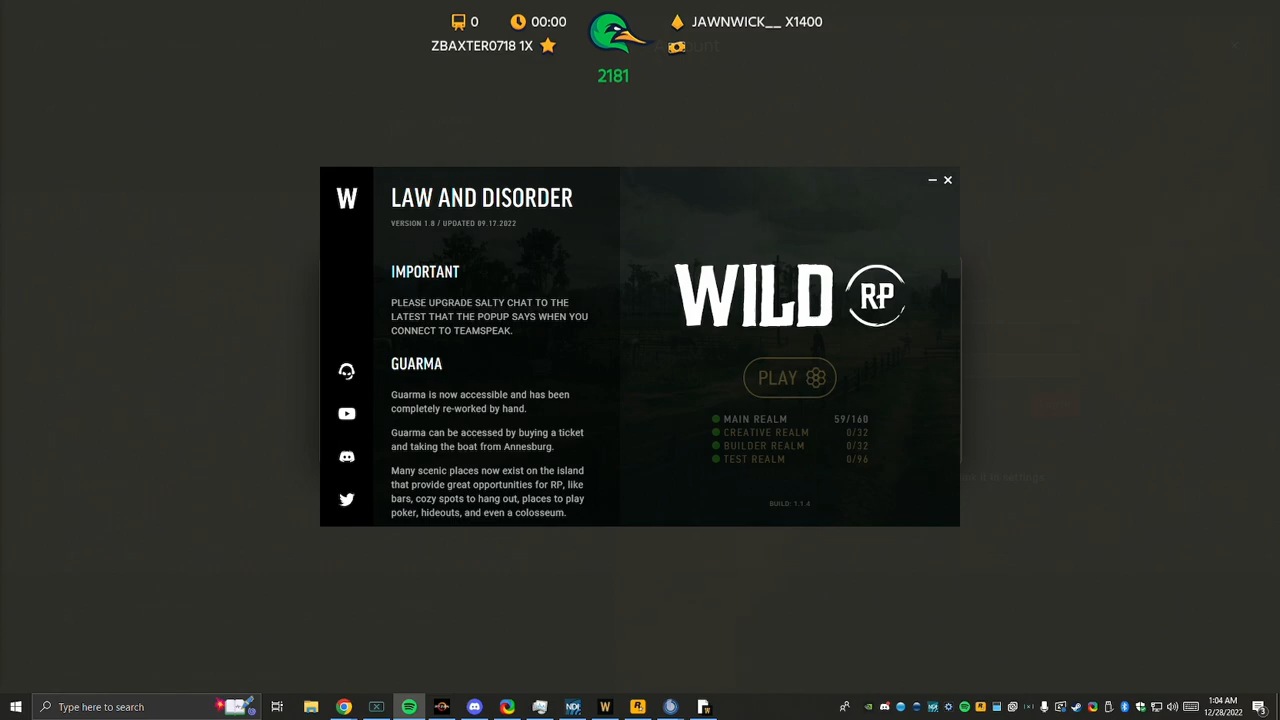 0
00:00
JAWNWICK__ X1400
ZBAXTER0718 1X
2181
W
LAW AND DISORDER
VERSION 1.8 / UPDATED 09.17.2022
IMPORTANT
PLEASE UPGRADE SALTY CHAT TO THE
LATEST THAT THE POPUP SAYS WHEN YOU
CONNECT TO TEAMSPEAK.
GUARMA
Guarma is now accessible and has been
completely re-worked by hand.
Guarma can be accessed by buying a ticket
and taking the boat from Annesburg.
Many scenic places now exist on the island
that provide great opportunities for RP, like
bars, cozy spots to hang out, places to play
poker, hideouts, and even a colosseum.
WILD RP
PLAY
MAIN REALM 59/160
CREATIVE REALM 0/32
BUILDER REALM 0/32
TEST REALM 0/96
BUILD: 1.1.4
Type here to search
1:04 AM
12/28/2022